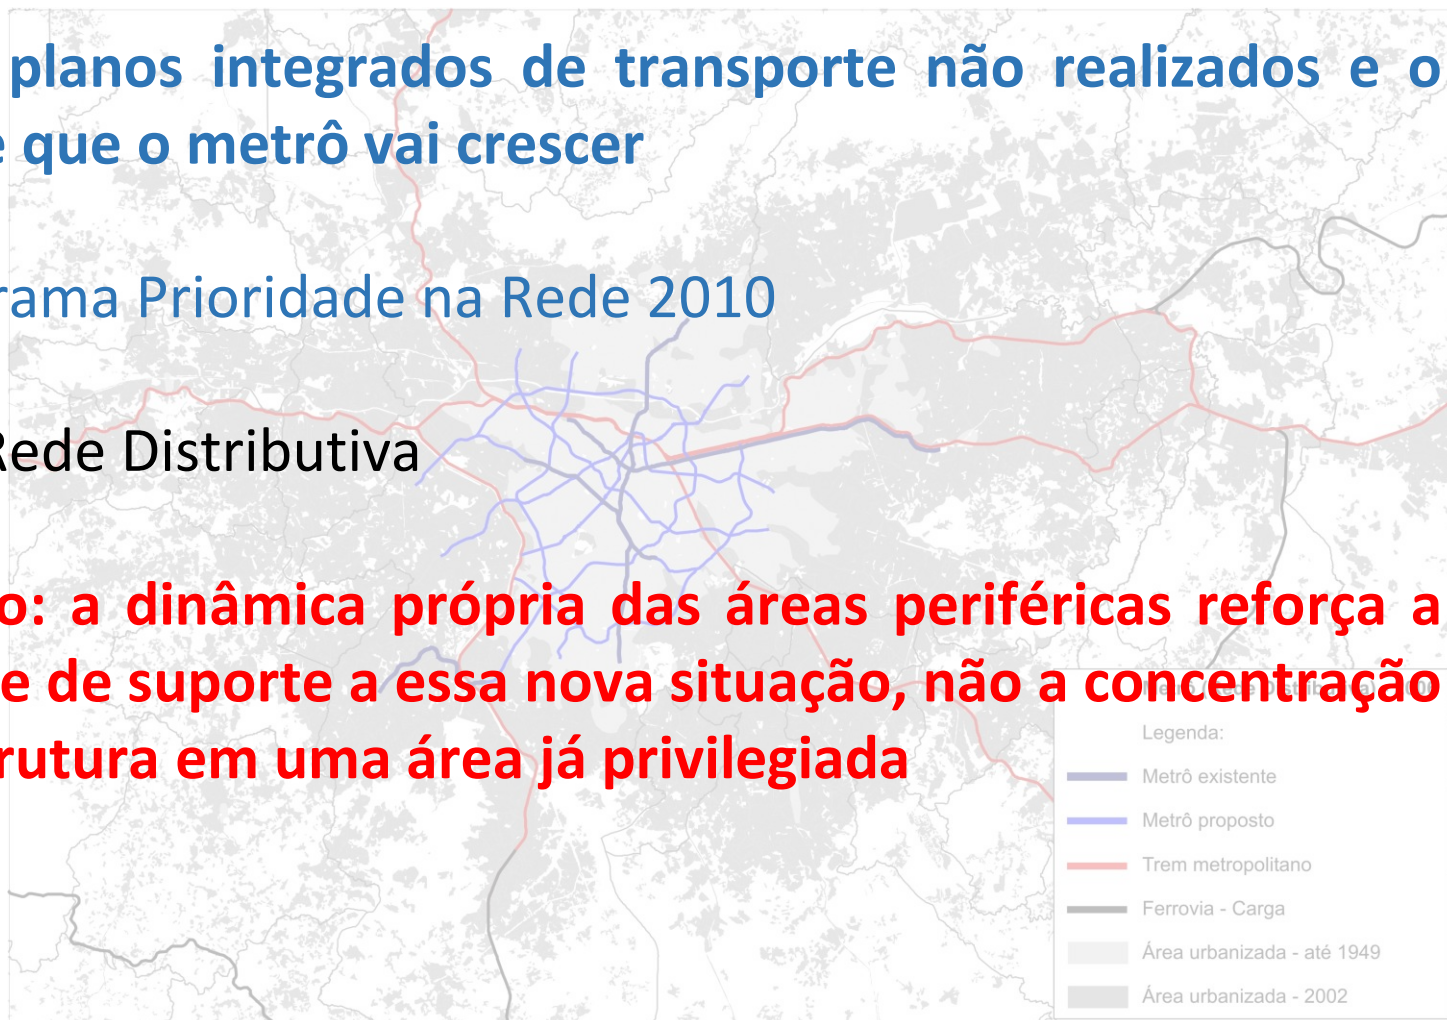 planos integrados de transporte não realizados e o
e que o metrô vai crescer
rama Prioridade na Rede 2010
Rede Distributiva
o: a dinâmica própria das áreas periféricas reforça a
e de suporte a essa nova situação, não a concentração
rutura em uma área já privilegiada
Legenda:
Metrô existente
Metrô proposto
Trem metropolitano
Ferrovia - Carga
Área urbanizada - até 1949
Área urbanizada - 2002